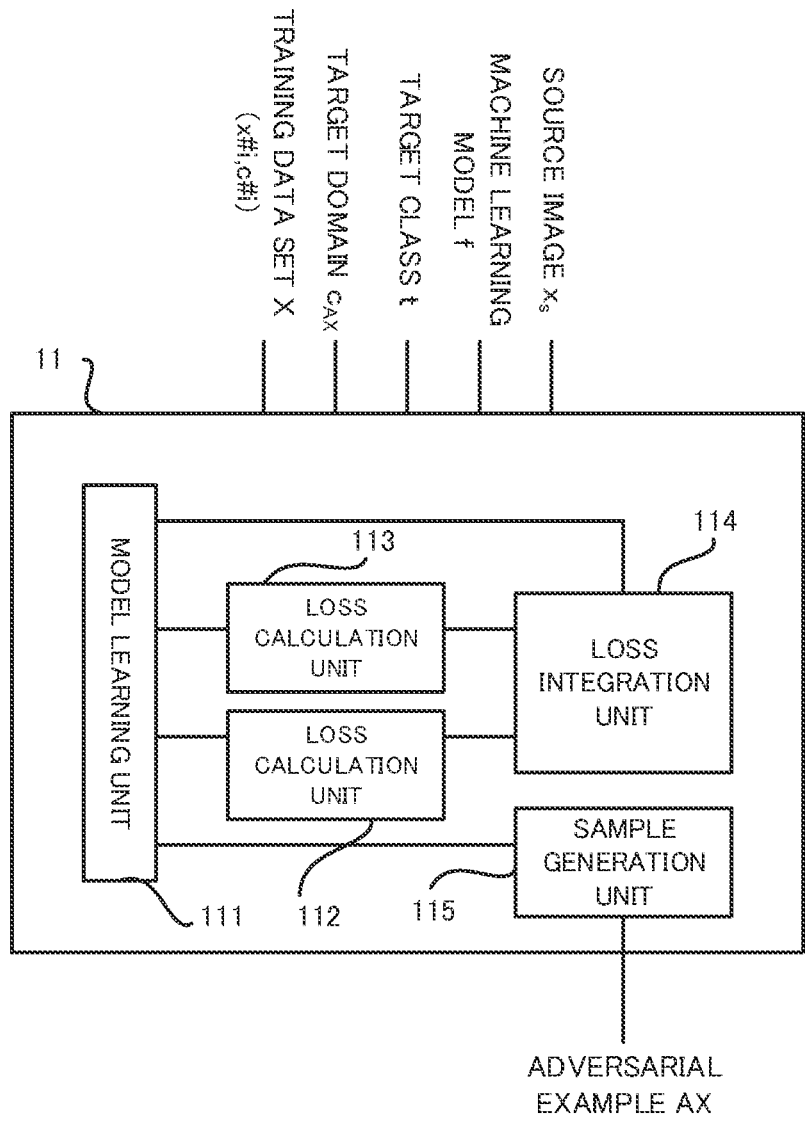 TRAINING DATA SET X
(x#i,c#i)
TARGET DOMAIN cAX
TARGET CLASS t
MACHINE LEARNING
MODEL f
SOURCE IMAGE xs
11
MODEL LEARNING UNIT
113
LOSS
CALCULATION
UNIT
114
LOSS
INTEGRATION
UNIT
LOSS
CALCULATION
UNIT
SAMPLE
GENERATION
UNIT
111
112
115
ADVERSARIAL
EXAMPLE AX